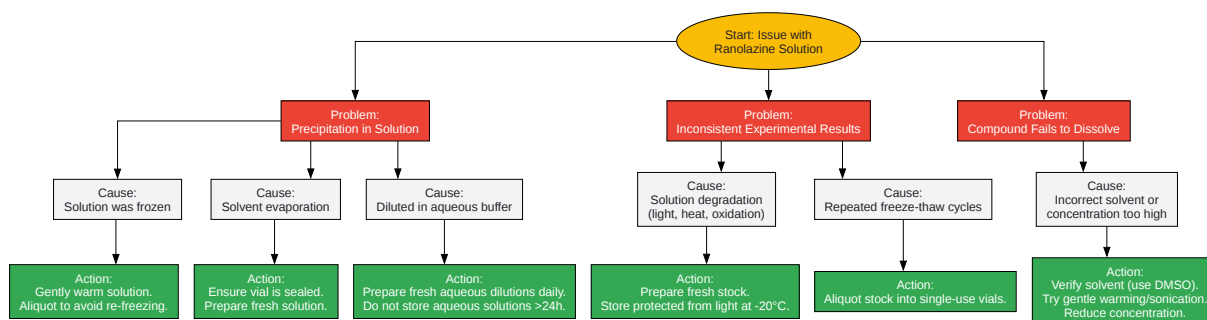 Start: Issue with
Ranolazine Solution
Problem:
Precipitation in Solution
Problem:
Inconsistent Experimental Results
Problem:
Compound Fails to Dissolve
Cause:
Solution was frozen
Cause:
Solvent evaporation
Cause:
Diluted in aqueous buffer
Cause:
Solution degradation
(light, heat, oxidation)
Cause:
Repeated freeze-thaw cycles
Cause:
Incorrect solvent or
concentration too high
Action:
Gently warm solution.
Aliquot to avoid re-freezing.
Action:
Ensure vial is sealed.
Prepare fresh solution.
Action:
Prepare fresh aqueous dilutions daily.
Do not store aqueous solutions >24h.
Action:
Prepare fresh stock.
Store protected from light at -20°C.
Action:
Aliquot stock into single-use vials.
Action:
Verify solvent (use DMSO).
Try gentle warming/sonication.
Reduce concentration.